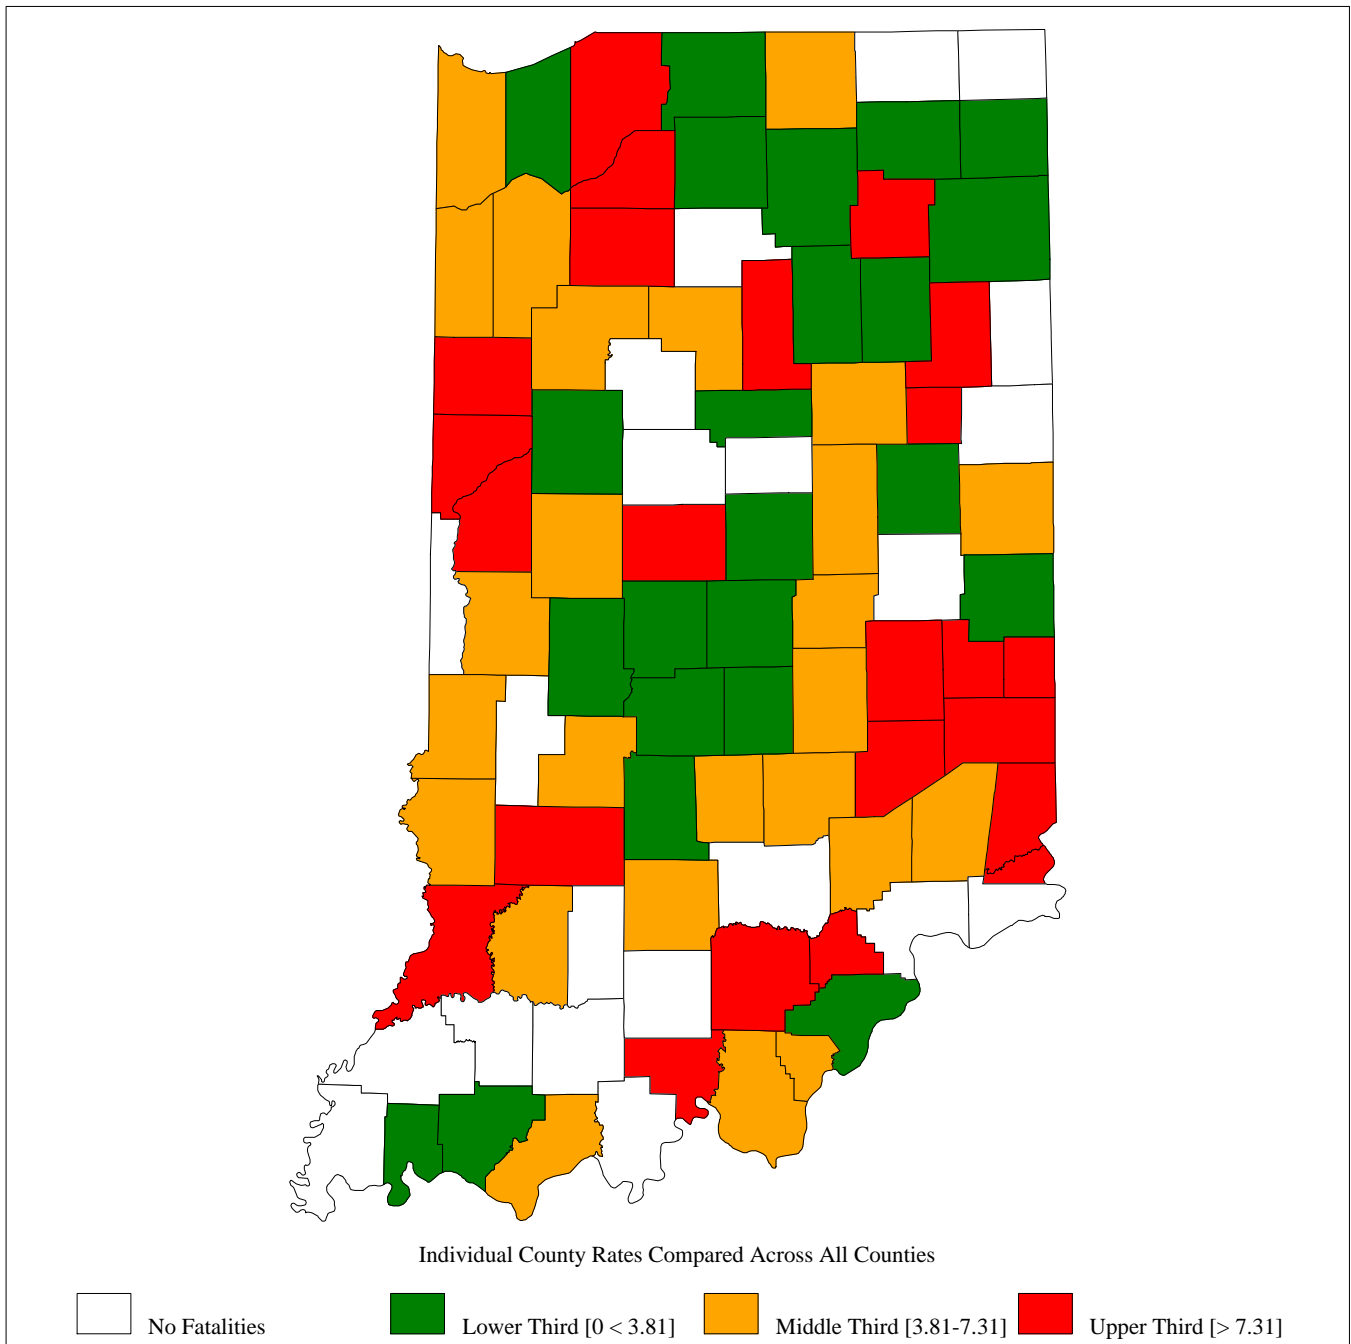 Individual County Rates Compared Across All Counties
No Fatalities
Lower Third [0 < 3.81]
Middle Third [3.81-7.31]
Upper Third [> 7.31]